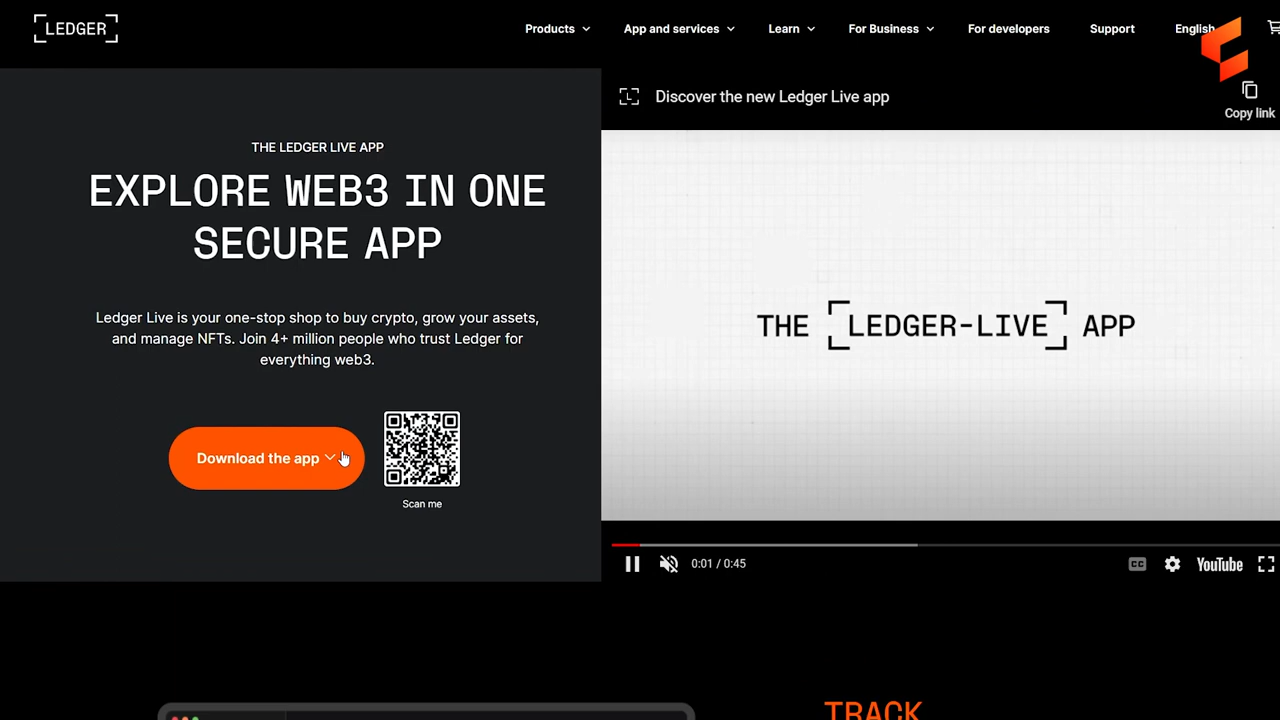 LEDGER
Products
App and services
Learn
For Business
For developers
Support
English
THE LEDGER LIVE APP
EXPLORE WEB3 IN ONE
SECURE APP
Ledger Live is your one-stop shop to buy crypto, grow your assets,
and manage NFTs. Join 4+ million people who trust Ledger for
everything web3.
Download the app
Scan me
Discover the new Ledger Live app
Copy link
THE LEDGER-LIVE APP
0:01 / 0:45
CC
YouTube
TRACK